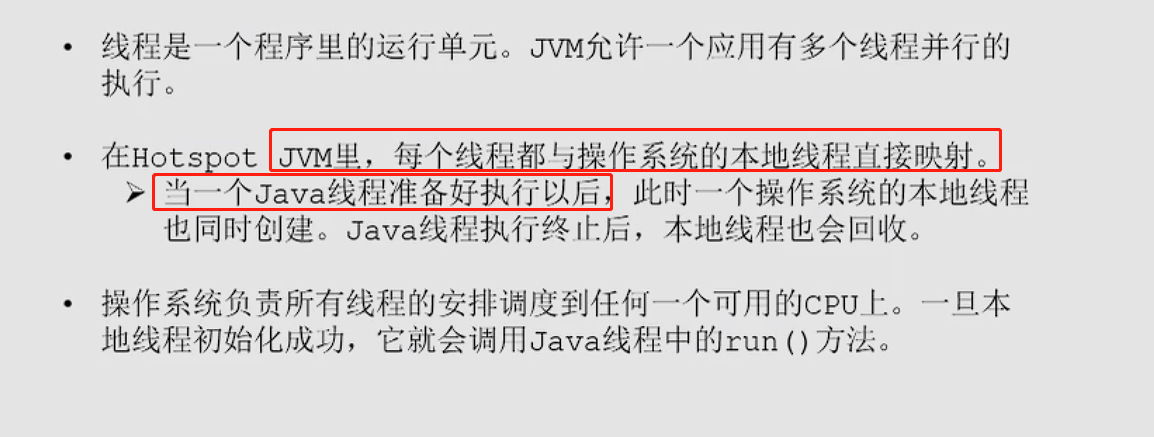 • 线程是一个程序里的运行单元。JVM允许一个应用有多个线程并行的
执行。
• 在Hotspot JVM里，每个线程都与操作系统的本地线程直接映射。
➢ 当一个Java线程准备好执行以后，此时一个操作系统的本地线程
也同时创建。Java线程执行终止后，本地线程也会回收。
• 操作系统负责所有线程的安排调度到任何一个可用的CPU上。一旦本
地线程初始化成功，它就会调用Java线程中的run()方法。